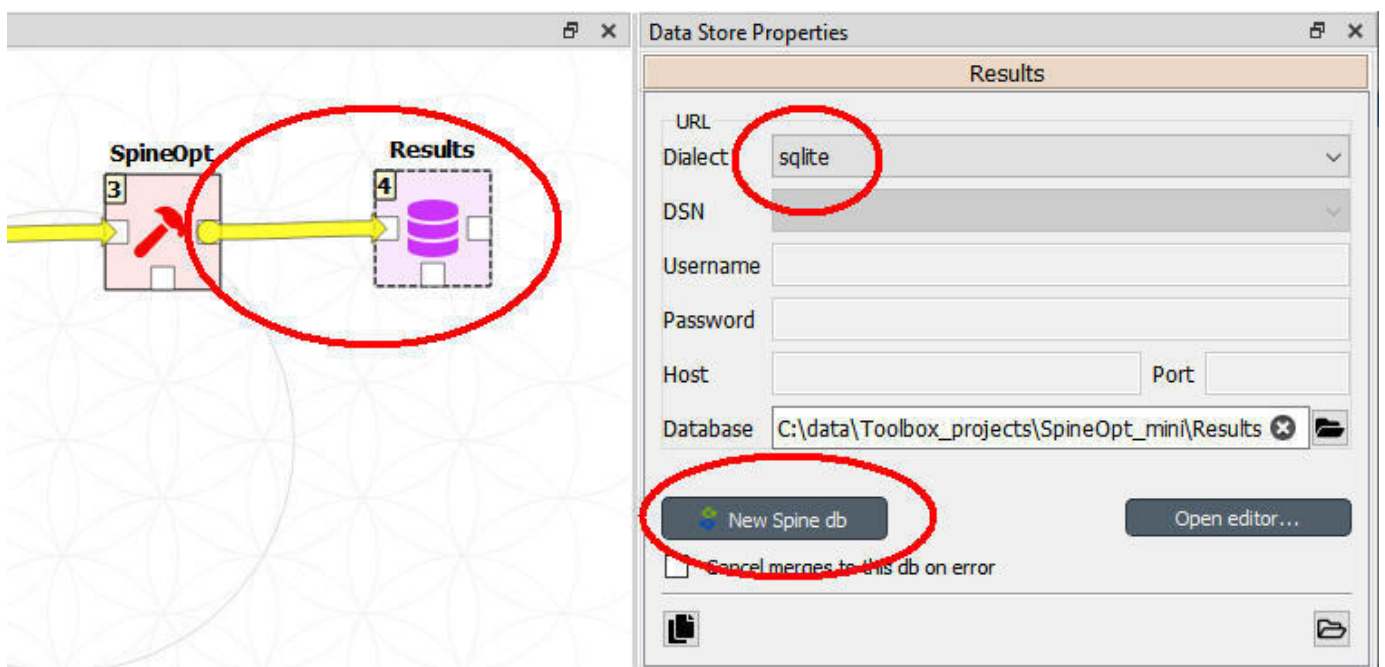 Data Store Properties
Results
URL
Dialect sqlite
DSN
Username
Password
Host Port
Database C:\data\Toolbox_projects\SpineOpt_mini\Results
New Spine db Open editor...
Cancel merges to this db on error
SpineOpt Results
3 4